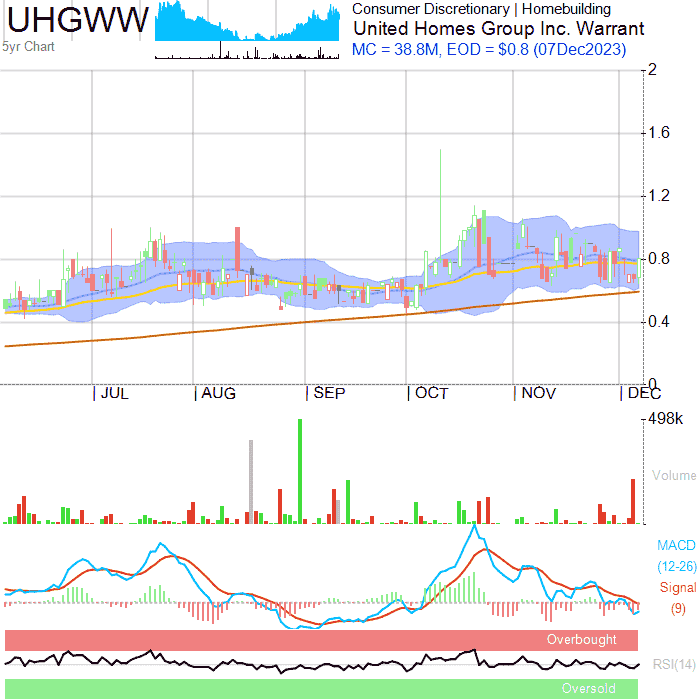 UHGWW
5yr Chart
Consumer Discretionary | Homebuilding
United Homes Group Inc. Warrant
MC = 38.8M, EOD = $0.8 (07Dec2023)
2
1.6
1.2
0.8
0.4
0
JUL AUG SEP OCT NOV DEC
498k
Volume
MACD
(12-26)
Signal
(9)
Overbought
RSI(14)
Oversold